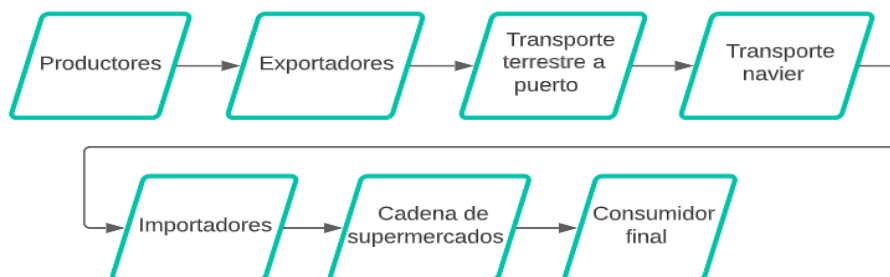 Productores
Exportadores
Transporte
terrestre a
puerto
Transporte
navier
Importadores
Cadena de
supermercados
Consumidor
final